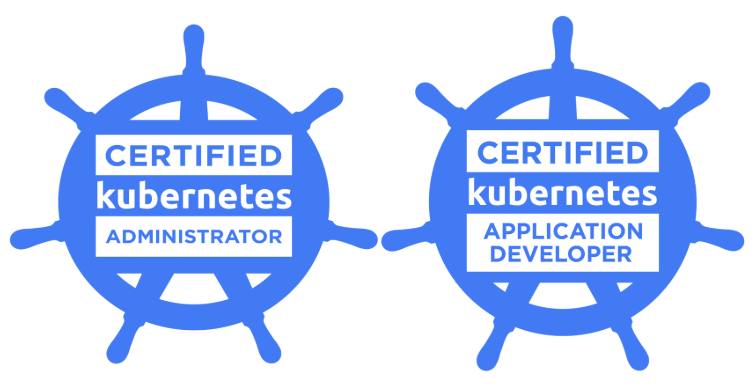 CERTIFIED
kubernetes
ADMINISTRATOR
CERTIFIED
kubernetes
APPLICATION
DEVELOPER